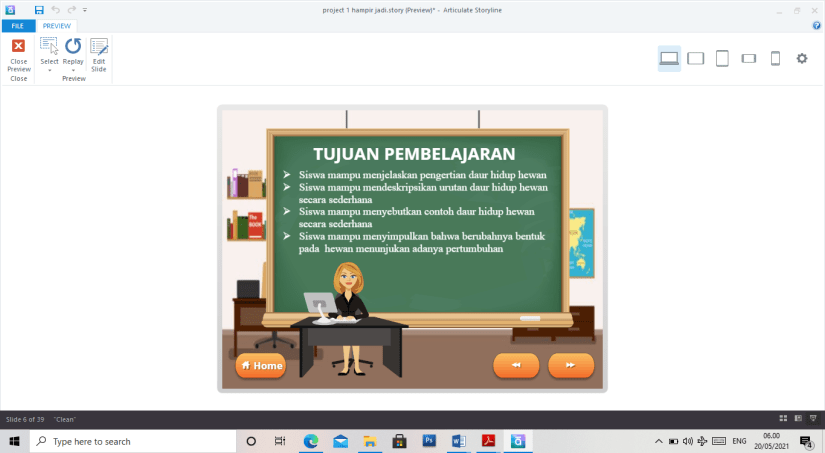 project 1 hampir jadi.story (Preview)* - Articulate Storyline
FILE
PREVIEW
Close Preview
Select
Replay
Edit Slide
Close
Preview
TUJUAN PEMBELAJARAN
➢ Siswa mampu menjelaskan pengertian daur hidup hewan
➢ Siswa mampu mendeskripsikan urutan daur hidup hewan
secara sederhana
➢ Siswa mampu menyebutkan contoh daur hidup hewan
secara sederhana
➢ Siswa mampu menyimpulkan bahwa berubahnya bentuk
pada hewan menunjukan adanya pertumbuhan
The
BOOK
Home
Slide 6 of 39 "Clean"
Type here to search
ENG
06.00
20/05/2021
4